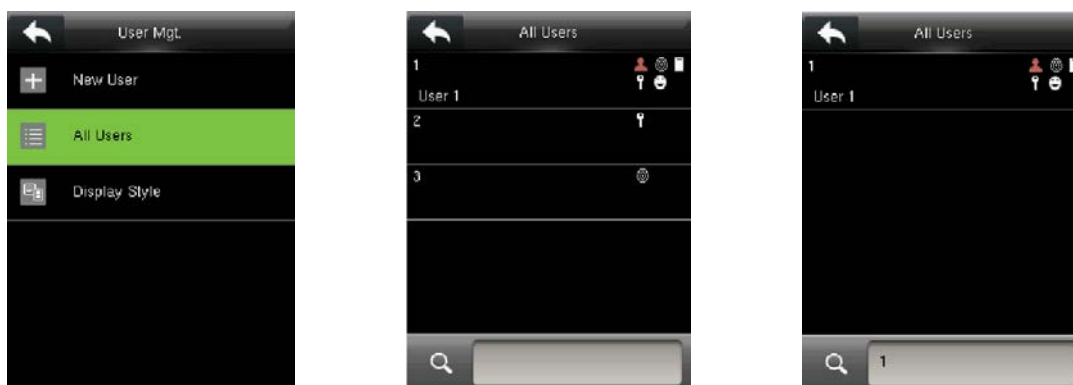 User Mgt.
New User
All Users
Display Style
All Users
1
User 1
2
3
All Users
1
User 1
1